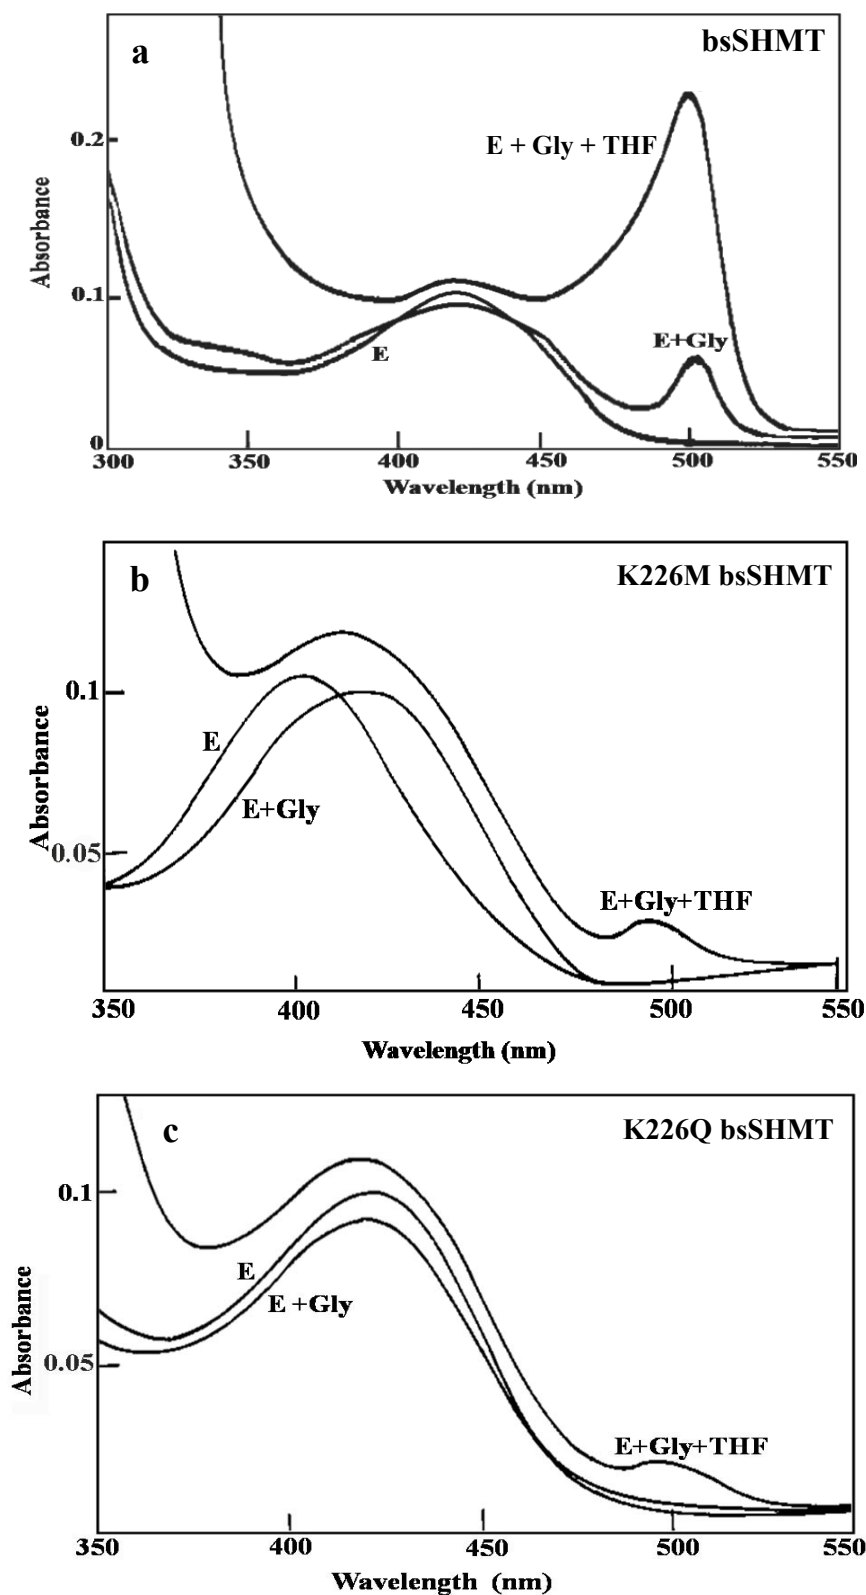 a
bsSHMT
E + Gly + THF
0.2
Absorbance
0.1
E
E+Gly
0
300 350 400 450 500 550
Wavelength (nm)
b
K226M bsSHMT
0.1
E
Absorbance
E+Gly
0.05
E+Gly+THF
350 400 450 500 550
Wavelength (nm)
c
K226Q bsSHMT
0.1
E
E +Gly
Absorbance
0.05
E+Gly+THF
350 400 450 500 550
Wavelength (nm)